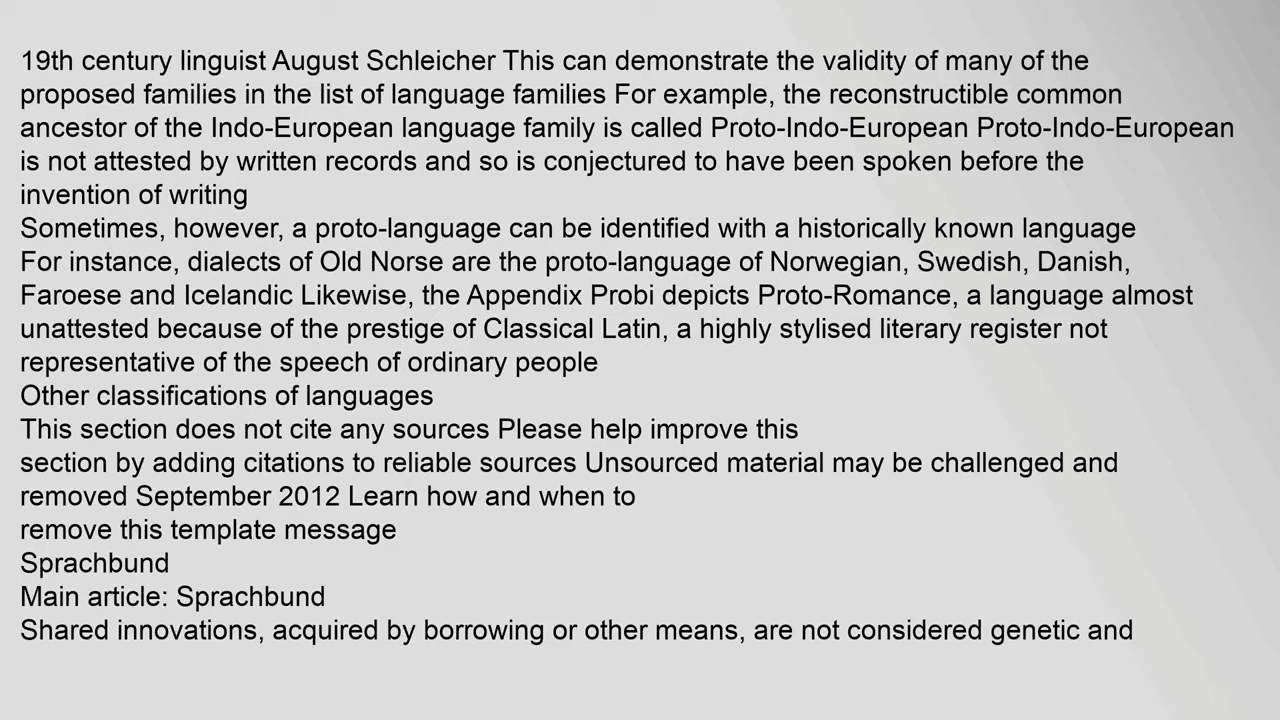 19th century linguist August Schleicher This can demonstrate the validity of many of the
proposed families in the list of language families For example, the reconstructible common
ancestor of the Indo-European language family is called Proto-Indo-European Proto-Indo-European
is not attested by written records and so is conjectured to have been spoken before the
invention of writing
Sometimes, however, a proto-language can be identified with a historically known language
For instance, dialects of Old Norse are the proto-language of Norwegian, Swedish, Danish,
Faroese and Icelandic Likewise, the Appendix Probi depicts Proto-Romance, a language almost
unattested because of the prestige of Classical Latin, a highly stylised literary register not
representative of the speech of ordinary people
Other classifications of languages
This section does not cite any sources Please help improve this
section by adding citations to reliable sources Unsourced material may be challenged and
removed September 2012 Learn how and when to
remove this template message
Sprachbund
Main article: Sprachbund
Shared innovations, acquired by borrowing or other means, are not considered genetic and